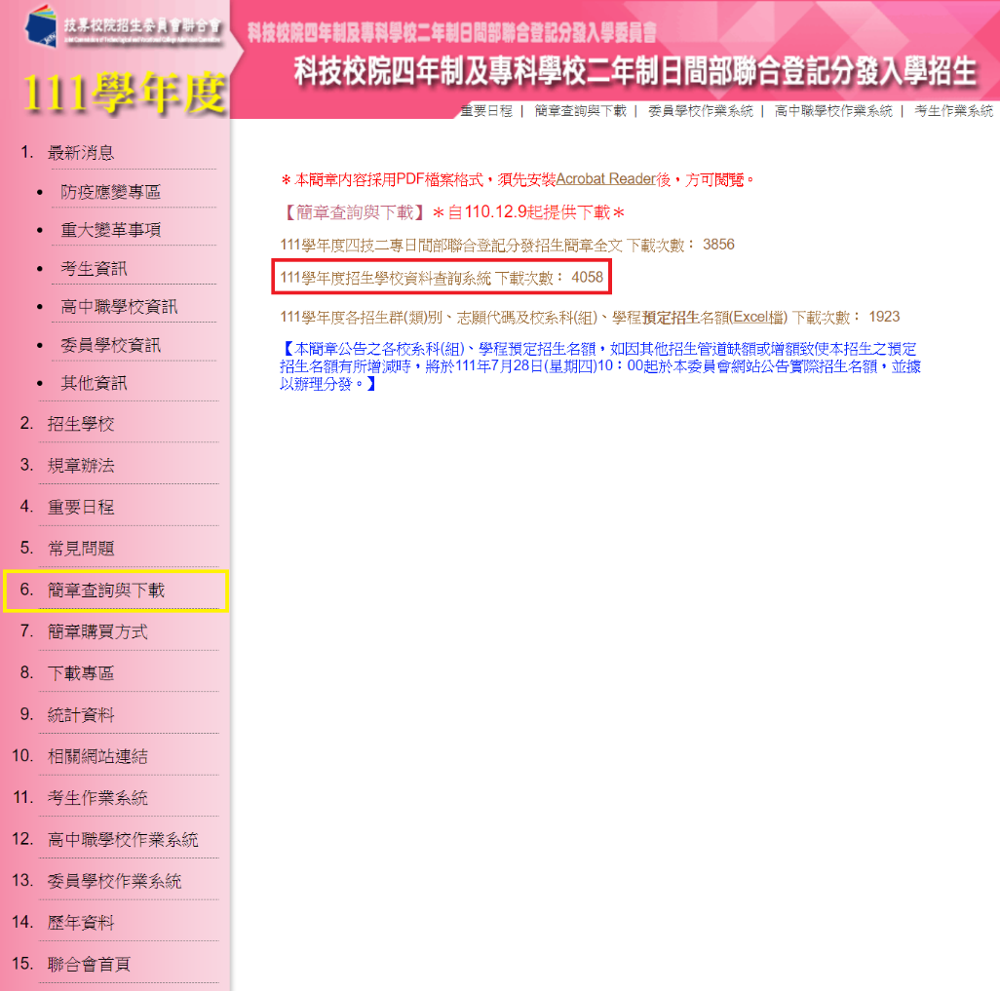 技專校院招生委員會聯合會
111學年度
科技校院四年制及專科學校二年制日間部聯合登記分發入學委員會
科技校院四年制及專科學校二年制日間部聯合登記分發入學招生
重要日程 | 簡章查詢與下載 | 委員學校作業系統 | 高中職學校作業系統 | 考生作業系統
1. 最新消息
• 防疫應變專區
• 重大變革事項
• 考生資訊
• 高中職學校資訊
• 委員學校資訊
• 其他資訊
2. 招生學校
3. 規章辦法
4. 重要日程
5. 常見問題
6. 簡章查詢與下載
7. 簡章購買方式
8. 下載專區
9. 統計資料
10. 相關網站連結
11. 考生作業系統
12. 高中職學校作業系統
13. 委員學校作業系統
14. 歷年資料
15. 聯合會首頁
＊本簡章內容採用PDF檔案格式，須先安裝Acrobat Reader後，方可閱覽。
【簡章查詢與下載】＊自110.12.9起提供下載＊
111學年度四技二專日間部聯合登記分發招生簡章全文 下載次數： 3856
111學年度招生學校資料查詢系統 下載次數： 4058
111學年度各招生群(類)別、志願代碼及校系科(組)、學程預定招生名額(Excel檔) 下載次數： 1923
【本簡章公告之各校系科(組)、學程預定招生名額，如因其他招生管道缺額或增額致使本招生之預定
招生名額有所增減時，將於111年7月28日(星期四)10：00起於本委員會網站公告實際招生名額，並據
以辦理分發。】